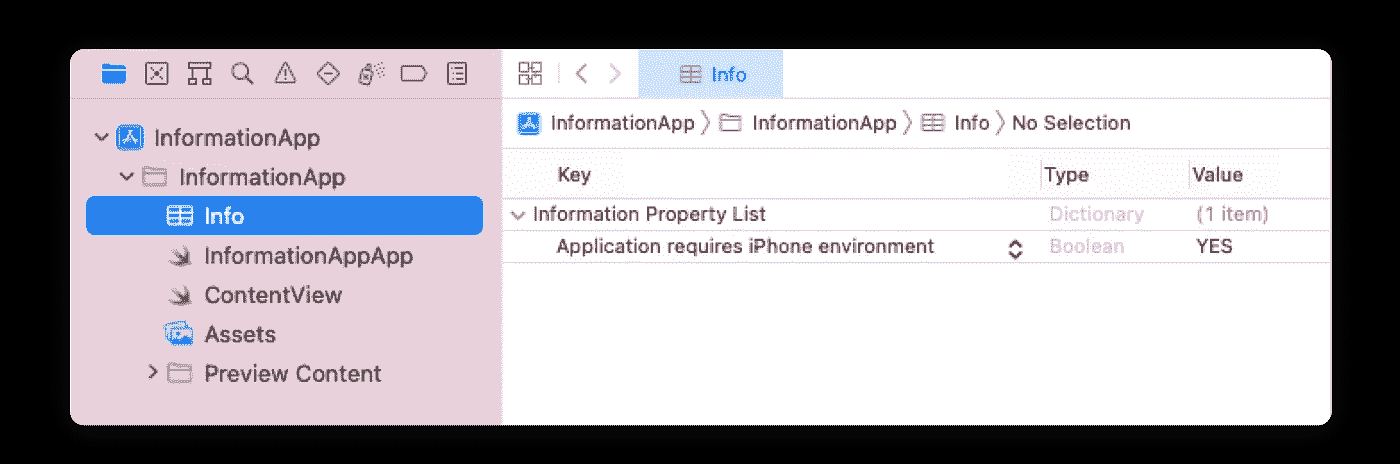 Info
InformationApp InformationApp Info No Selection
InformationApp
InformationApp
Info
InformationAppApp
ContentView
Assets
Preview Content
Key Type Value
Information Property List Dictionary (1 item)
Application requires iPhone environment Boolean YES